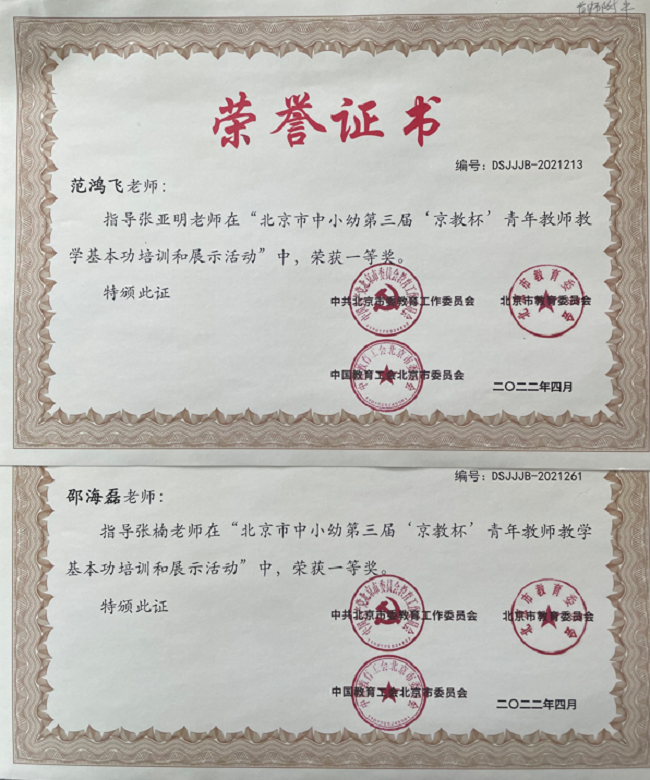 荣誉证书
编号：DSJJJB-2021213
范鸿飞老师：
指导张亚明老师在“北京市中小幼第三届‘京教杯’青年教师教
学基本功培训和展示活动”中，荣获一等奖。
特颁此证
中共北京市委教育工作委员会 北京市教育委员会
中国教育工会北京市委员会
二〇二二年四月
编号：DSJJJB-2021261
邵海磊老师：
指导张楠老师在“北京市中小幼第三届‘京教杯’青年教师教学
基本功培训和展示活动”中，荣获一等奖。
特颁此证
中共北京市委教育工作委员会 北京市教育委员会
中国教育工会北京市委员会
二〇二二年四月